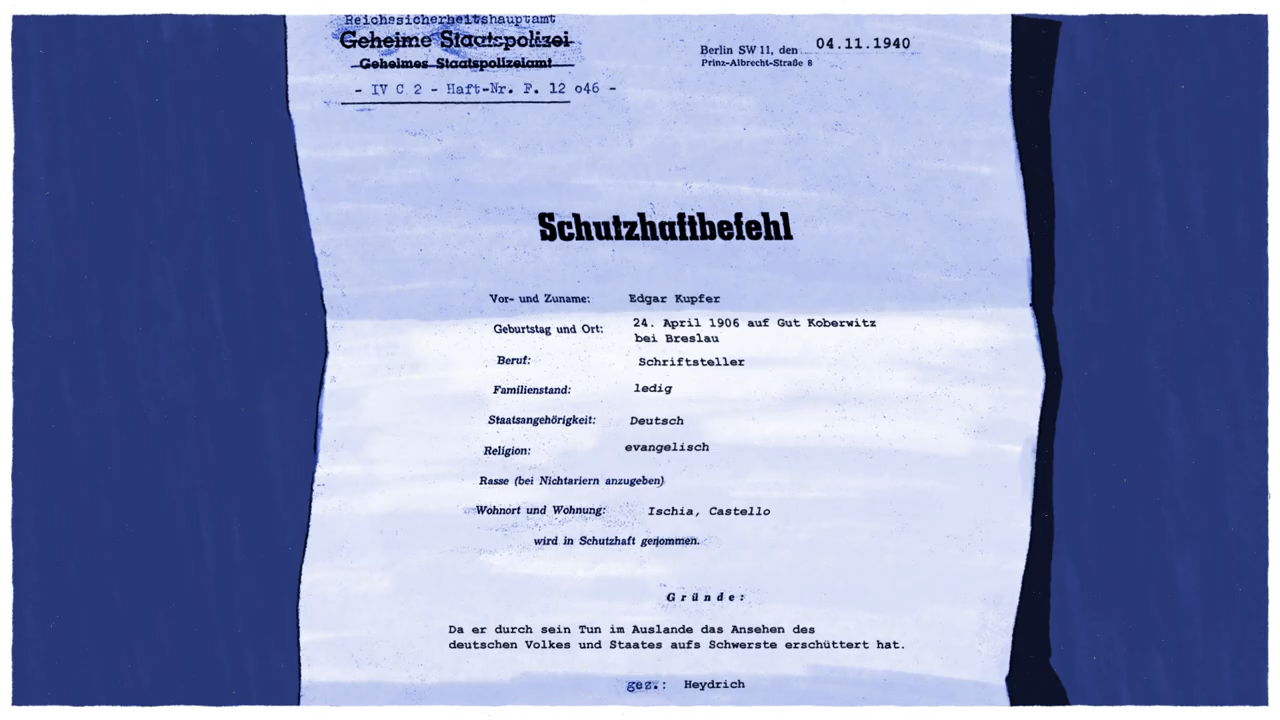 Reichssicherheitshauptamt
Geheime Staatspolizei
Geheimes Staatspolizeiamt
- IV C 2 - Haft-Nr. F. 12 o46 -
Berlin SW 11, den 04.11.1940
Prinz-Albrecht-Straße 8
Schutzhaftbefehl
Vor- und Zuname: Edgar Kupfer
Geburtstag und Ort: 24. April 1906 auf Gut Koberwitz
bei Breslau
Beruf: Schriftsteller
Familienstand: ledig
Staatsangehörigkeit: Deutsch
Religion: evangelisch
Rasse (bei Nichtariern anzugeben)
Wohnort und Wohnung: Ischia, Castello
wird in Schutzhaft genommen.
Gründe:
Da er durch sein Tun im Auslande das Ansehen des
deutschen Volkes und Staates aufs Schwerste erschüttert hat.
gez.: Heydrich